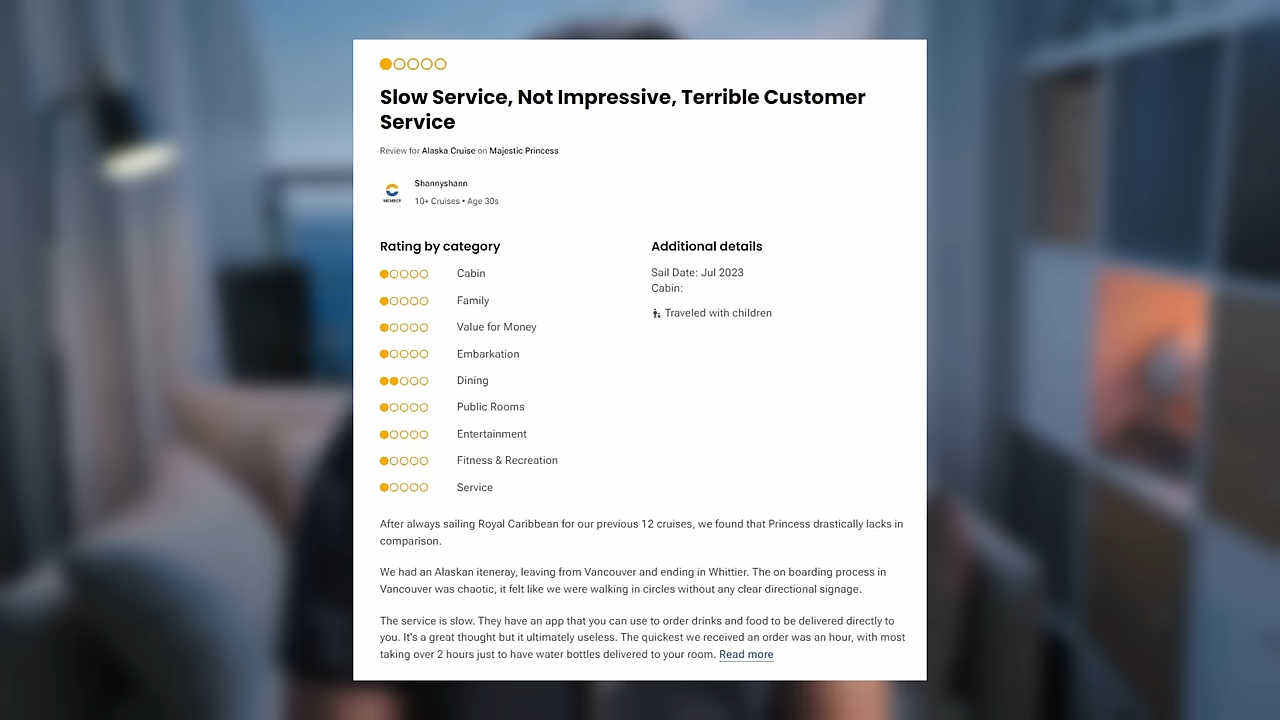 Slow Service, Not Impressive, Terrible Customer
Service
Review for Alaska Cruise on Majestic Princess
Shannyshann
MEMBER
10+ Cruises • Age 30s
Rating by category
Cabin
Family
Value for Money
Embarkation
Dining
Public Rooms
Entertainment
Fitness & Recreation
Service
Additional details
Sail Date: Jul 2023
Cabin:
Traveled with children
After always sailing Royal Caribbean for our previous 12 cruises, we found that Princess drastically lacks in
comparison.
We had an Alaskan iteneray, leaving from Vancouver and ending in Whittier. The on boarding process in
Vancouver was chaotic, it felt like we were walking in circles without any clear directional signage.
The service is slow. They have an app that you can use to order drinks and food to be delivered directly to
you. It's a great thought but it ultimately useless. The quickest we received an order was an hour, with most
taking over 2 hours just to have water bottles delivered to your room. Read more